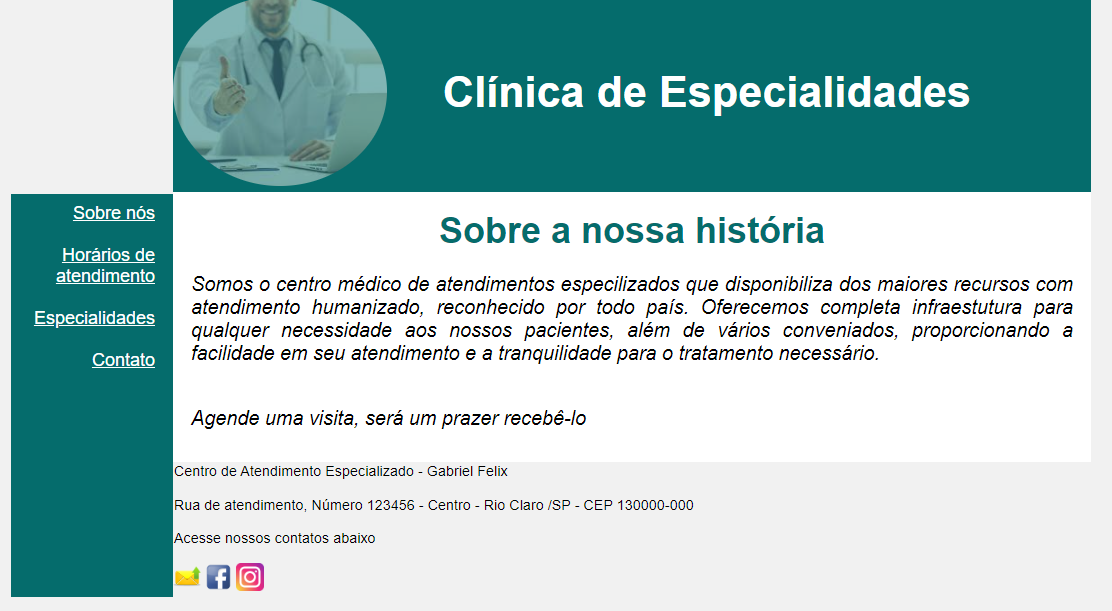 Clínica de Especialidades
Sobre nós
Horários de
atendimento
Especialidades
Contato
Sobre a nossa história
Somos o centro médico de atendimentos especilizados que disponibiliza dos maiores recursos com
atendimento humanizado, reconhecido por todo país. Oferecemos completa infraestutura para
qualquer necessidade aos nossos pacientes, além de vários conveniados, proporcionando a
facilidade em seu atendimento e a tranquilidade para o tratamento necessário.
Agende uma visita, será um prazer recebê-lo
Centro de Atendimento Especializado - Gabriel Felix
Rua de atendimento, Número 123456 - Centro - Rio Claro /SP - CEP 130000-000
Acesse nossos contatos abaixo